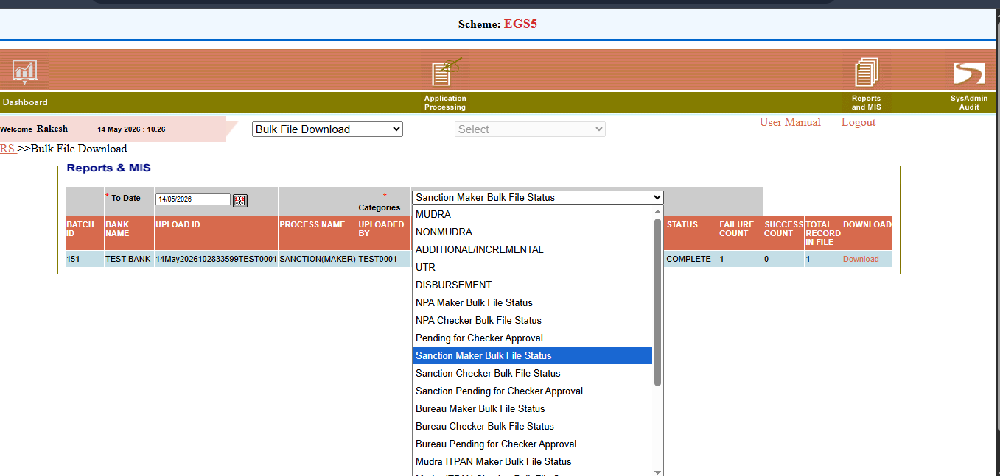 Scheme: EGS5
Dashboard
Application
Processing
Reports
and MIS
SysAdmin
Audit
Welcome Rakesh 14 May 2026 : 10.26
Bulk File Download
Select
User Manual Logout
RS >>Bulk File Download
Reports & MIS
* To Date 14/05/2026 * Categories Sanction Maker Bulk File Status
BATCH ID BANK NAME UPLOAD ID PROCESS NAME UPLOADED BY STATUS FAILURE COUNT SUCCESS COUNT TOTAL RECORD IN FILE DOWNLOAD
151 TEST BANK 14May2026102833599TEST0001 SANCTION(MAKER) TEST0001 COMPLETE 1 0 1 Download
MUDRA
NONMUDRA
ADDITIONAL/INCREMENTAL
UTR
DISBURSEMENT
NPA Maker Bulk File Status
NPA Checker Bulk File Status
Pending for Checker Approval
Sanction Maker Bulk File Status
Sanction Checker Bulk File Status
Sanction Pending for Checker Approval
Bureau Maker Bulk File Status
Bureau Checker Bulk File Status
Bureau Pending for Checker Approval
Mudra ITPAN Maker Bulk File Status